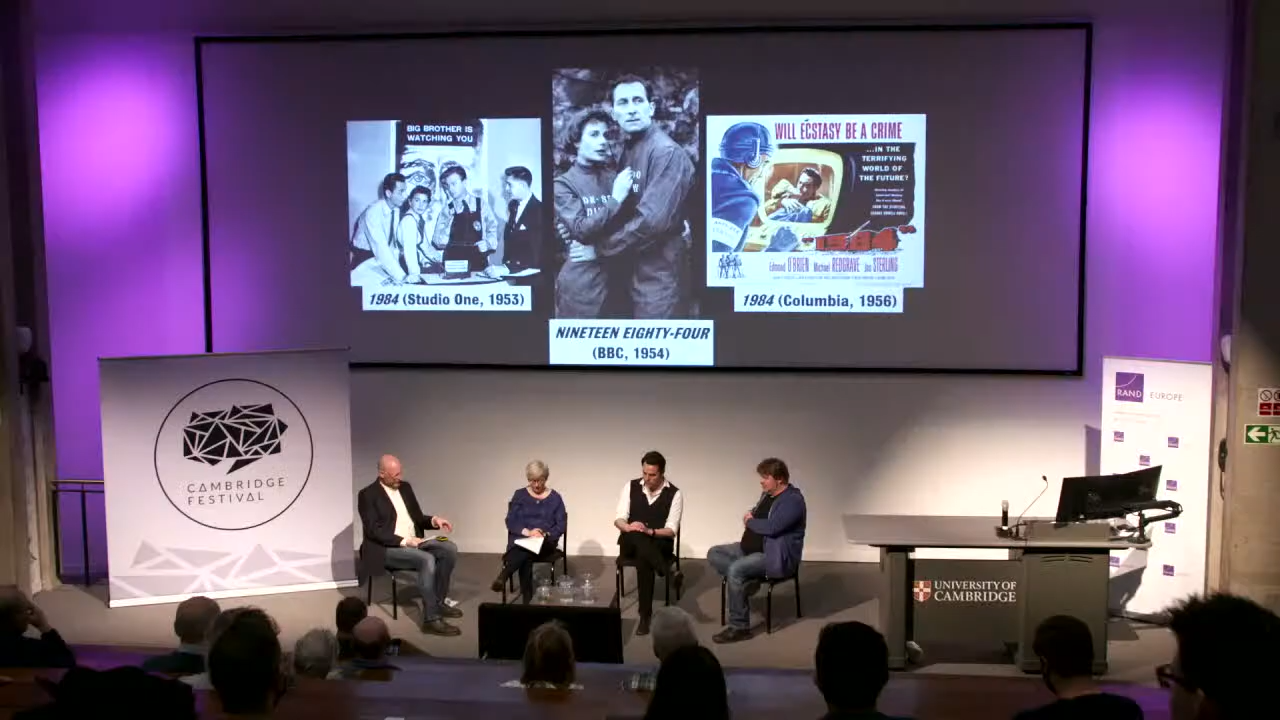 BIG BROTHER IS
WATCHING YOU
1984 (Studio One, 1953)
NINETEEN EIGHTY-FOUR
(BBC, 1954)
WILL ECSTASY BE A CRIME
...IN THE
TERRIFYING
WORLD OF
THE FUTURE?
1984
Edmond O'BRIEN Michael REDGRAVE Jan STERLING
1984 (Columbia, 1956)
CAMBRIDGE
FESTIVAL
RAND EUROPE
UNIVERSITY OF
CAMBRIDGE